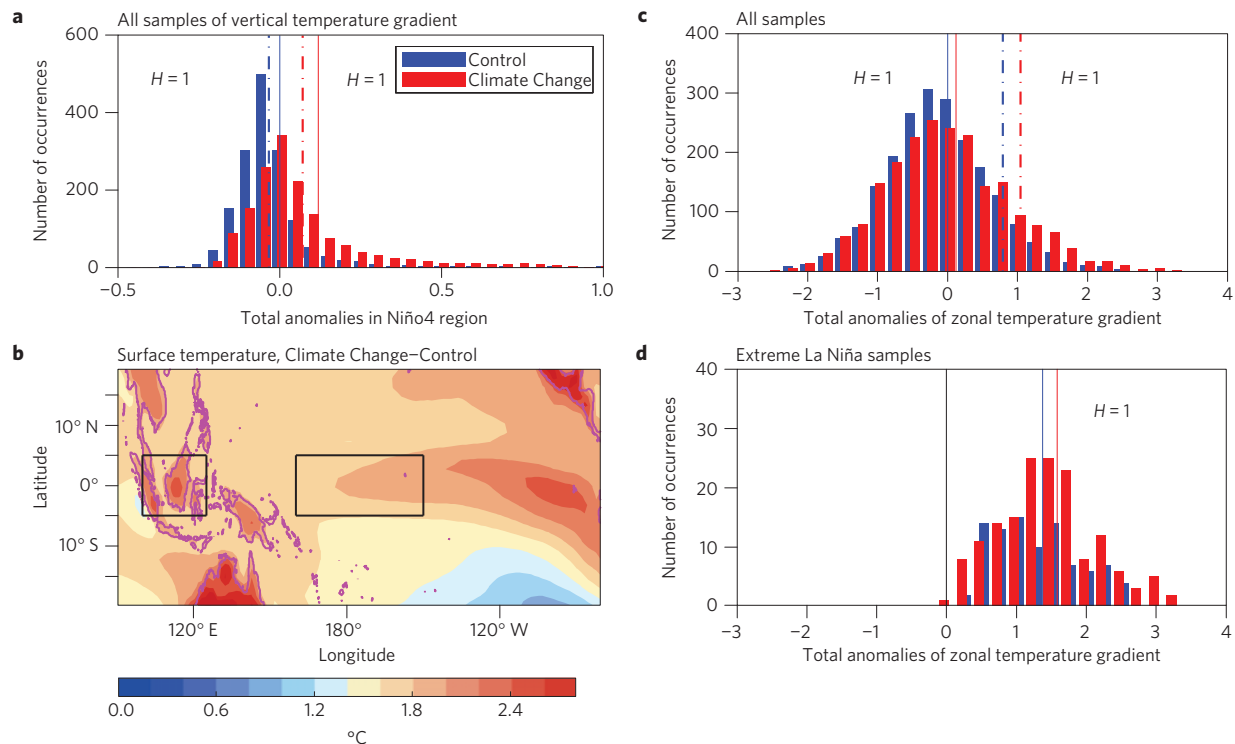 a
All samples of vertical temperature gradient
600
400
200
0
Number of occurrences
H = 1
H = 1
Control
Climate Change
−0.5
0.0
0.5
1.0
Total anomalies in Niño4 region
b
Surface temperature, Climate Change−Control
10° N
0°
10° S
Latitude
120° E
180°
120° W
Longitude
0.0
0.6
1.2
1.8
2.4
°C
c
All samples
400
300
200
100
0
Number of occurrences
H = 1
H = 1
−3
−2
−1
0
1
2
3
4
Total anomalies of zonal temperature gradient
d
Extreme La Niña samples
40
30
20
10
0
Number of occurrences
H = 1
−3
−2
−1
0
1
2
3
4
Total anomalies of zonal temperature gradient